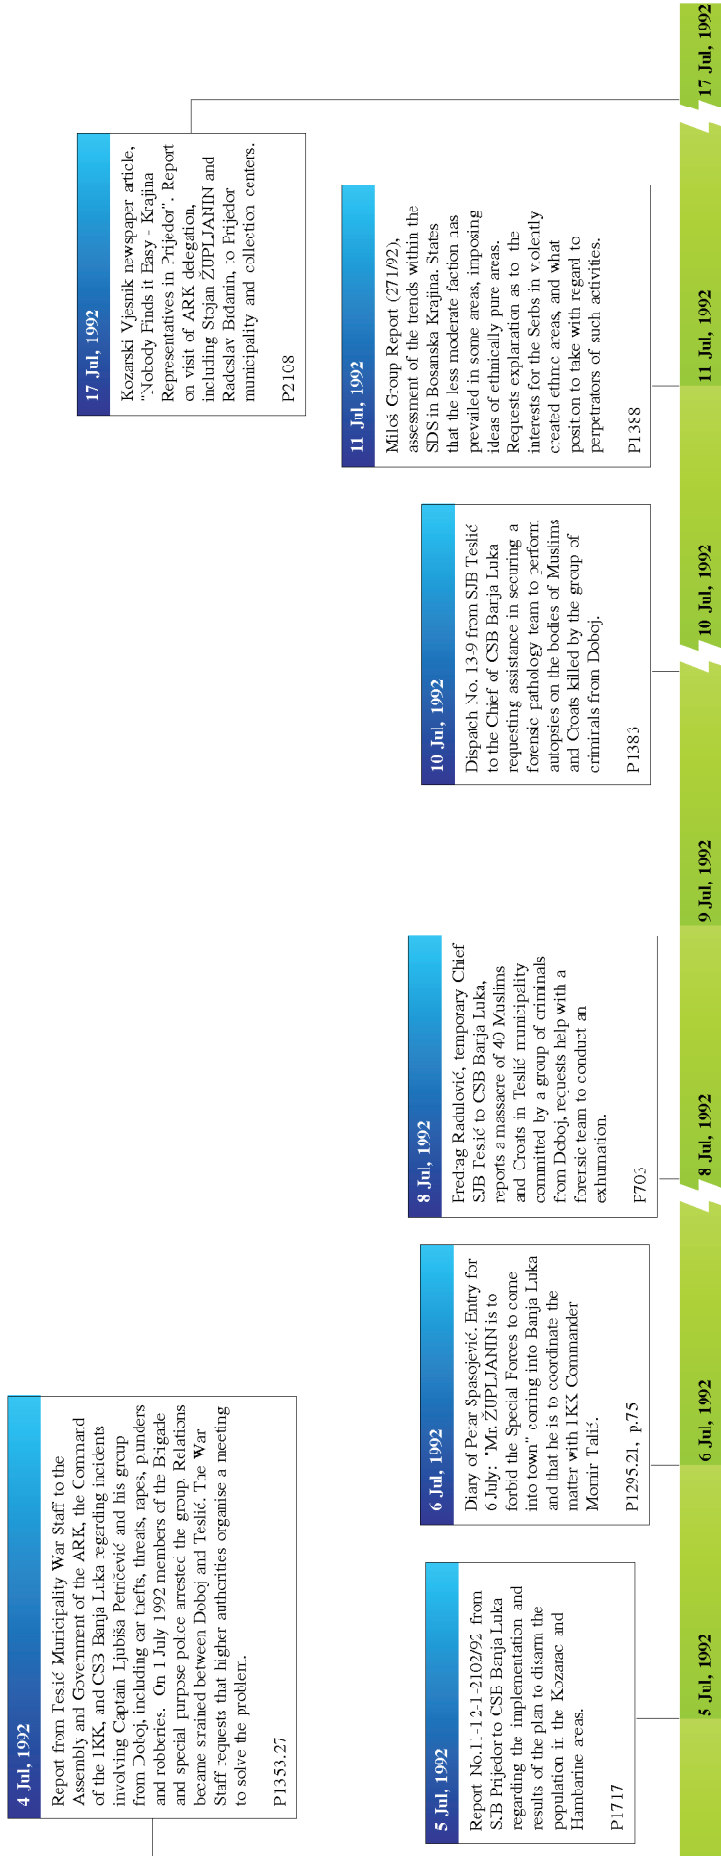 4 Jul, 1992
Report from Teslić Municipality War Staff to the
Assembly and Government of the ARK, the Command
of the 1KK, and CSB Banja Luka regarding incidents
involving Captain Ljubiša Petričević and his group
from Doboj, including car thefts, threats, rapes, plunders
and robberies. On 1 July 1992 members of the Brigade
and special purpose police arrested the group. Relations
became strained between Doboj and Teslić. The War
Staff requests that higher authorities organise a meeting
to solve the problem.
P1353.27
5 Jul, 1992
Report No.11-12-1-2102/92 from
SJB Prijedor to CSB Banja Luka
regarding the implementation and
results of the plan to disarm the
population in the Kozarac and
Hambarine areas.
P1717
6 Jul, 1992
Diary of Petar Spasojević. Entry for
6 July: "Mr. ŽUPLJANIN is to
forbid the Special Forces to come
into town" coming into Banja Luka
and that he is to coordinate the
matter with 1KK Commander
Momir Talić.
P1295.21, p.75
8 Jul, 1992
Predrag Radulović, temporary Chief
SJB Teslić to CSB Banja Luka,
reports a massacre of 40 Muslims
and Croats in Teslić municipality
committed by a group of criminals
from Doboj, requests help with a
forensic team to conduct an
exhumation.
10 Jul, 1992
Dispatch No. 13-9 from SJB Teslić
to the Chief of CSB Banja Luka
requesting assistance in securing a
forensic pathology team to perform
autopsies on the bodies of Muslims
and Croats killed by the group of
criminals from Doboj.
P1383
11 Jul, 1992
Miloš Group Report (271/92),
assessment of the trends within the
SDS in Bosanska Krajina. States
that the less moderate faction has
prevailed in some areas, imposing
ideas of ethnically pure areas.
Requests explanation as to the
interests for the Serbs in violently
created ethnic areas, and what
position to take with regard to
perpetrators of such activities.
P1388
17 Jul, 1992
Kozarski Vjesnik newspaper article,
"Nobody Finds it Easy - Krajina
Representatives in Prijedor". Report
on visit of ARK delegation,
including Stojan ŽUPLJANIN and
Radoslav Brđanin, to Prijedor
municipality and collection centers.
P2108
5 Jul, 1992
6 Jul, 1992
8 Jul, 1992
9 Jul, 1992
10 Jul, 1992
11 Jul, 1992
17 Jul, 1992